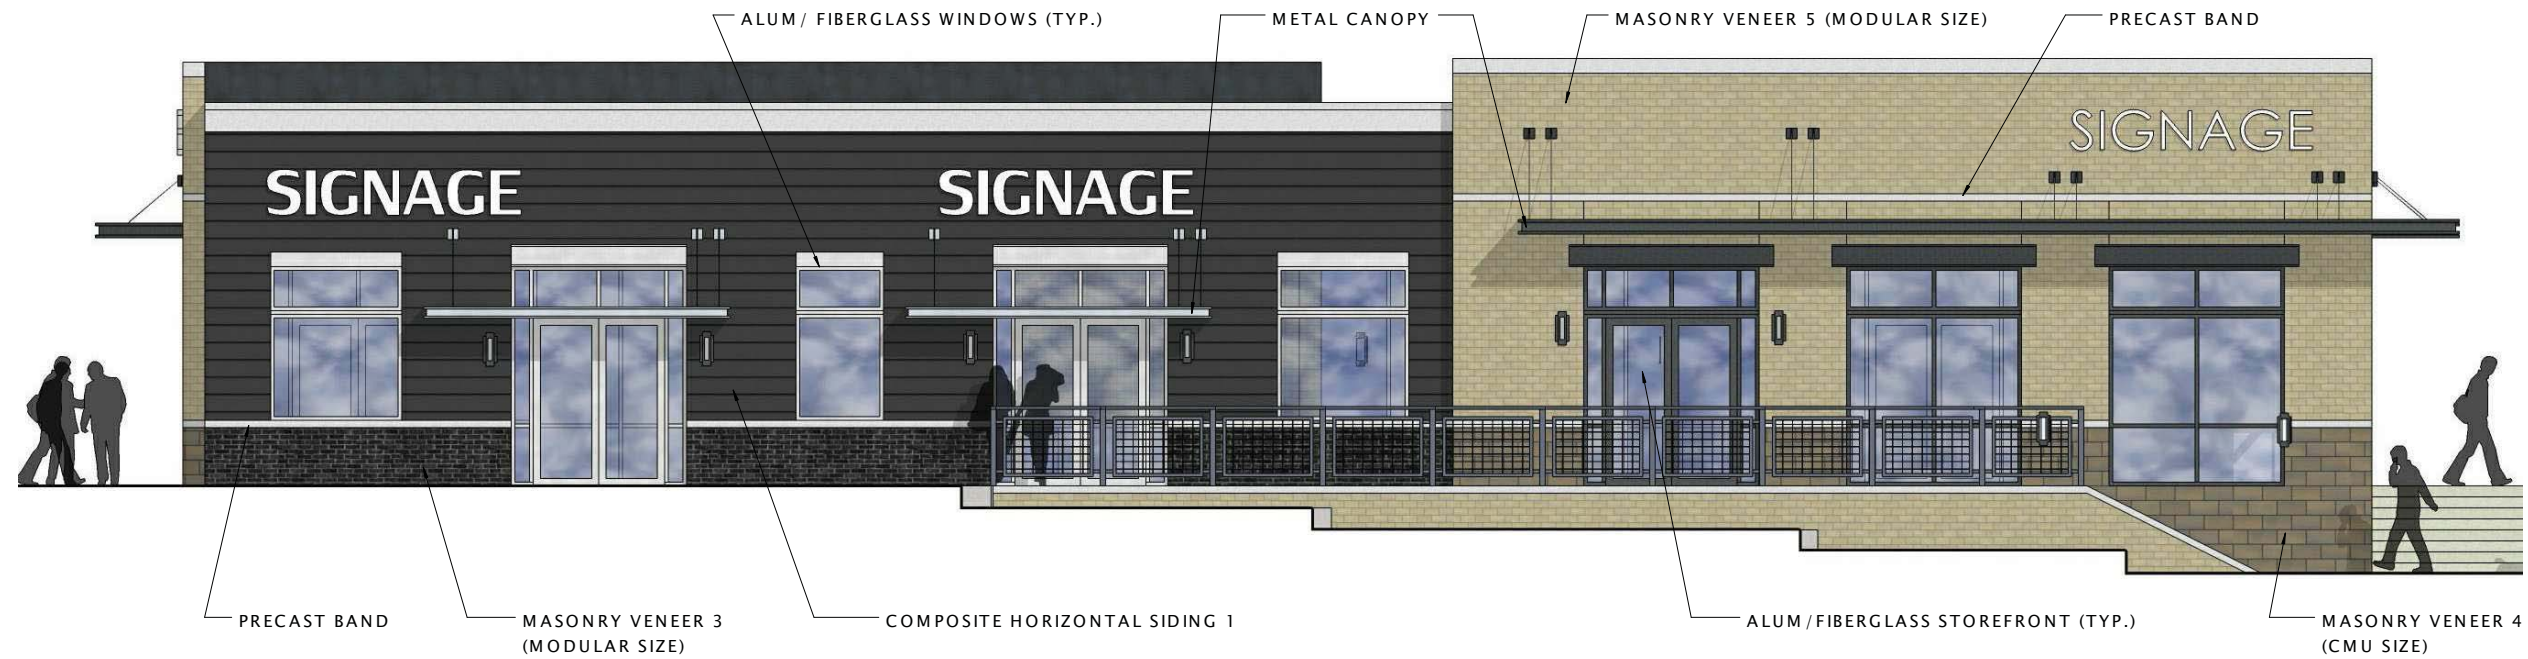 ALUM/ FIBERGLASS WINDOWS (TYP.)
METAL CANOPY
MASONRY VENEER 5 (MODULAR SIZE)
PRECAST BAND
SIGNAGE
SIGNAGE
SIGNAGE
PRECAST BAND
MASONRY VENEER 3
(MODULAR SIZE)
COMPOSITE HORIZONTAL SIDING 1
ALUM/FIBERGLASS STOREFRONT (TYP.)
MASONRY VENEER 4
(CMU SIZE)